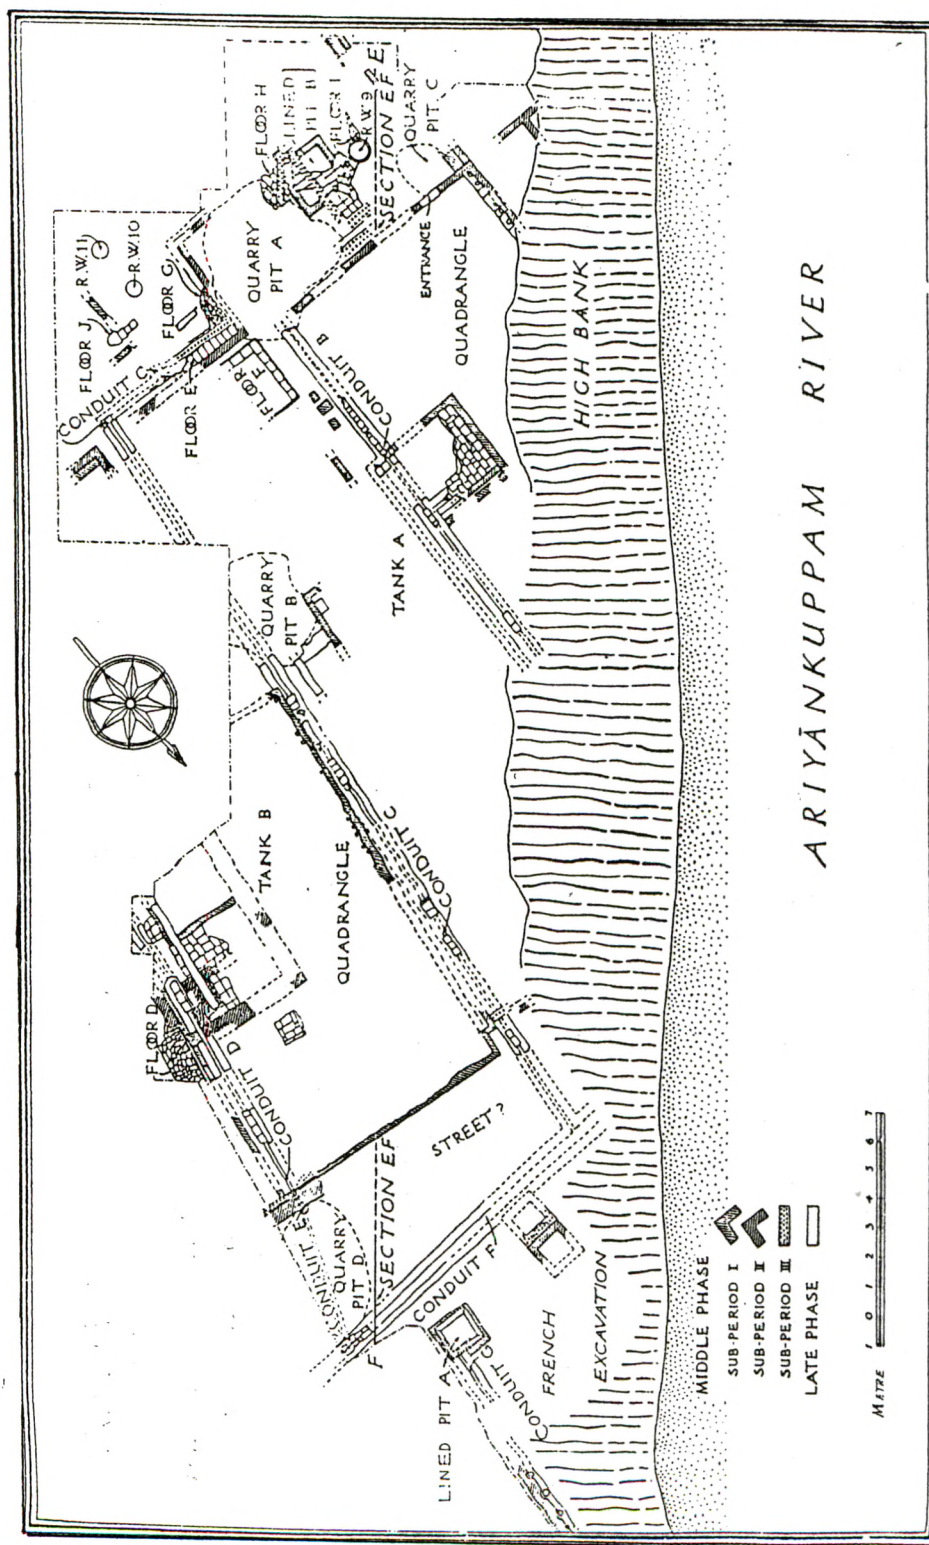 LINED PIT A
CONDUIT G
FRENCH
EXCAVATION
F
CONDUIT F
SECTION EF
QUARRY
PIT D
CONDUIT E
STREET ?
CONDUIT D
FLOOR D
TANK B
QUADRANGLE
CONDUIT C
QUARRY
PIT B
TANK A
CONDUIT B
CONDUIT C
FLOOR E
FLOOR
F
FLOOR J
R.W.11
R.W.10
FLOOR G
QUARRY
PIT A
FLOOR H
LINED
PIT B
FLOOR I
R.W.9
E
SECTION EF
QUARRY
PIT C
ENTRANCE
QUADRANGLE
HIGH BANK
ARIYĀNKUPPAM RIVER
MIDDLE PHASE
SUB-PERIOD I
SUB-PERIOD II
SUB-PERIOD III
LATE PHASE
1 0 1 2 3 4 5 6 7
MATRE